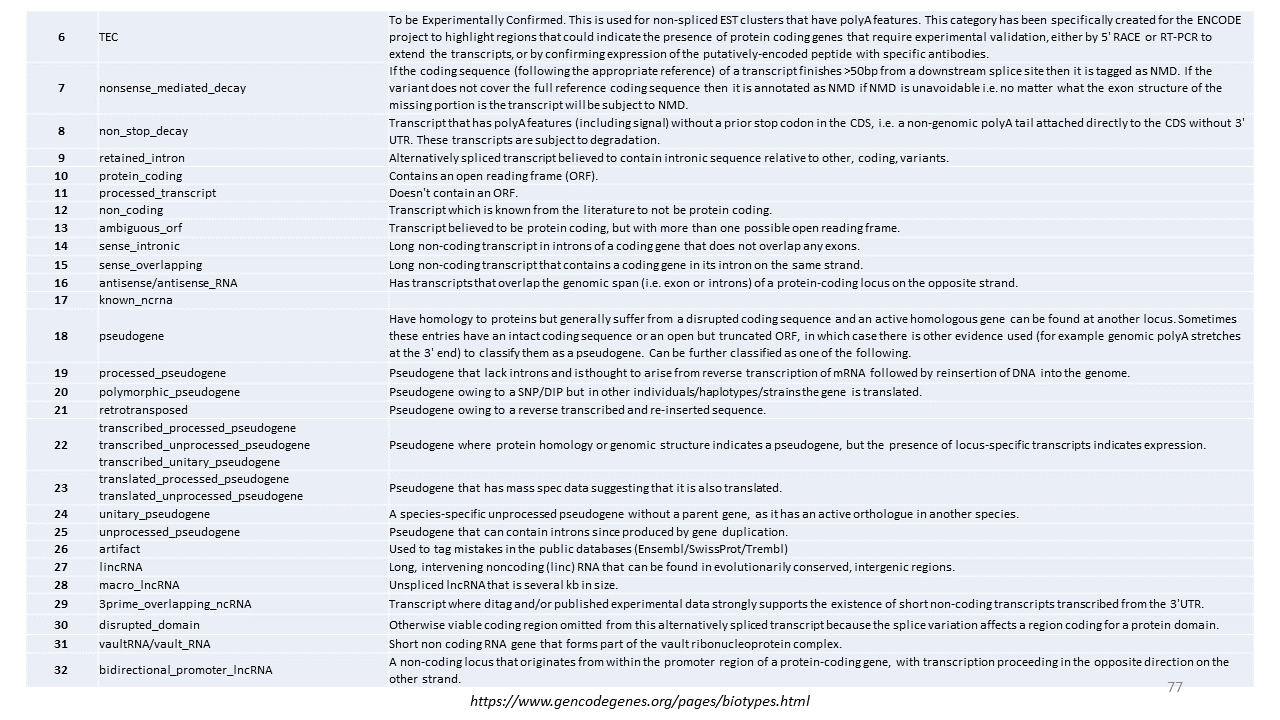 To be Experimentally Confirmed. This is used for non-spliced EST clusters that have polyA features. This category has been specifically created for the ENCODE
6 TEC project to highlight regions that could indicate the presence of protein coding genes that require experimental validation, either by 5' RACE or RT-PCR to
extend the transcripts, or by confirming expression of the putatively-encoded peptide with specific antibodies.
If the coding sequence (following the appropriate reference) of a transcript finishes >50bp from a downstream splice site then it is tagged as NMD. If the
7 nonsense_mediated_decay variant does not cover the full reference coding sequence then it is annotated as NMD if NMD is unavoidable i.e. no matter what the exon structure of the
missing portion is the transcript will be subject to NMD.
8 non_stop_decay Transcript that has polyA features (including signal) without a prior stop codon in the CDS, i.e. a non-genomic polyA tail attached directly to the CDS without 3'
UTR. These transcripts are subject to degradation.
9 retained_intron Alternatively spliced transcript believed to contain intronic sequence relative to other, coding, variants.
10 protein_coding Contains an open reading frame (ORF).
11 processed_transcript Doesn't contain an ORF.
12 non_coding Transcript which is known from the literature to not be protein coding.
13 ambiguous_orf Transcript believed to be protein coding, but with more than one possible open reading frame.
14 sense_intronic Long non-coding transcript in introns of a coding gene that does not overlap any exons.
15 sense_overlapping Long non-coding transcript that contains a coding gene in its intron on the same strand.
16 antisense/antisense_RNA Has transcripts that overlap the genomic span (i.e. exon or introns) of a protein-coding locus on the opposite strand.
17 known_ncrna
Have homology to proteins but generally suffer from a disrupted coding sequence and an active homologous gene can be found at another locus. Sometimes
18 pseudogene these entries have an intact coding sequence or an open but truncated ORF, in which case there is other evidence used (for example genomic polyA stretches
at the 3' end) to classify them as a pseudogene. Can be further classified as one of the following.
19 processed_pseudogene Pseudogene that lack introns and is thought to arise from reverse transcription of mRNA followed by reinsertion of DNA into the genome.
20 polymorphic_pseudogene Pseudogene owing to a SNP/DIP but in other individuals/haplotypes/strains the gene is translated.
21 retrotransposed Pseudogene owing to a reverse transcribed and re-inserted sequence.
transcribed_processed_pseudogene
22 transcribed_unprocessed_pseudogene Pseudogene where protein homology or genomic structure indicates a pseudogene, but the presence of locus-specific transcripts indicates expression.
transcribed_unitary_pseudogene
translated_processed_pseudogene
23 translated_unprocessed_pseudogene Pseudogene that has mass spec data suggesting that it is also translated.
24 unitary_pseudogene A species-specific unprocessed pseudogene without a parent gene, as it has an active orthologue in another species.
25 unprocessed_pseudogene Pseudogene that can contain introns since produced by gene duplication.
26 artifact Used to tag mistakes in the public databases (Ensembl/SwissProt/Trembl)
27 lincRNA Long, intervening noncoding (linc) RNA that can be found in evolutionarily conserved, intergenic regions.
28 macro_lncRNA Unspliced lncRNA that is several kb in size.
29 3prime_overlapping_ncRNA Transcript where ditag and/or published experimental data strongly supports the existence of short non-coding transcripts transcribed from the 3'UTR.
30 disrupted_domain Otherwise viable coding region omitted from this alternatively spliced transcript because the splice variation affects a region coding for a protein domain.
31 vaultRNA/vault_RNA Short non coding RNA gene that forms part of the vault ribonucleoprotein complex.
32 bidirectional_promoter_lncRNA A non-coding locus that originates from within the promoter region of a protein-coding gene, with transcription proceeding in the opposite direction on the
other strand.
77
https://www.gencodegenes.org/pages/biotypes.html